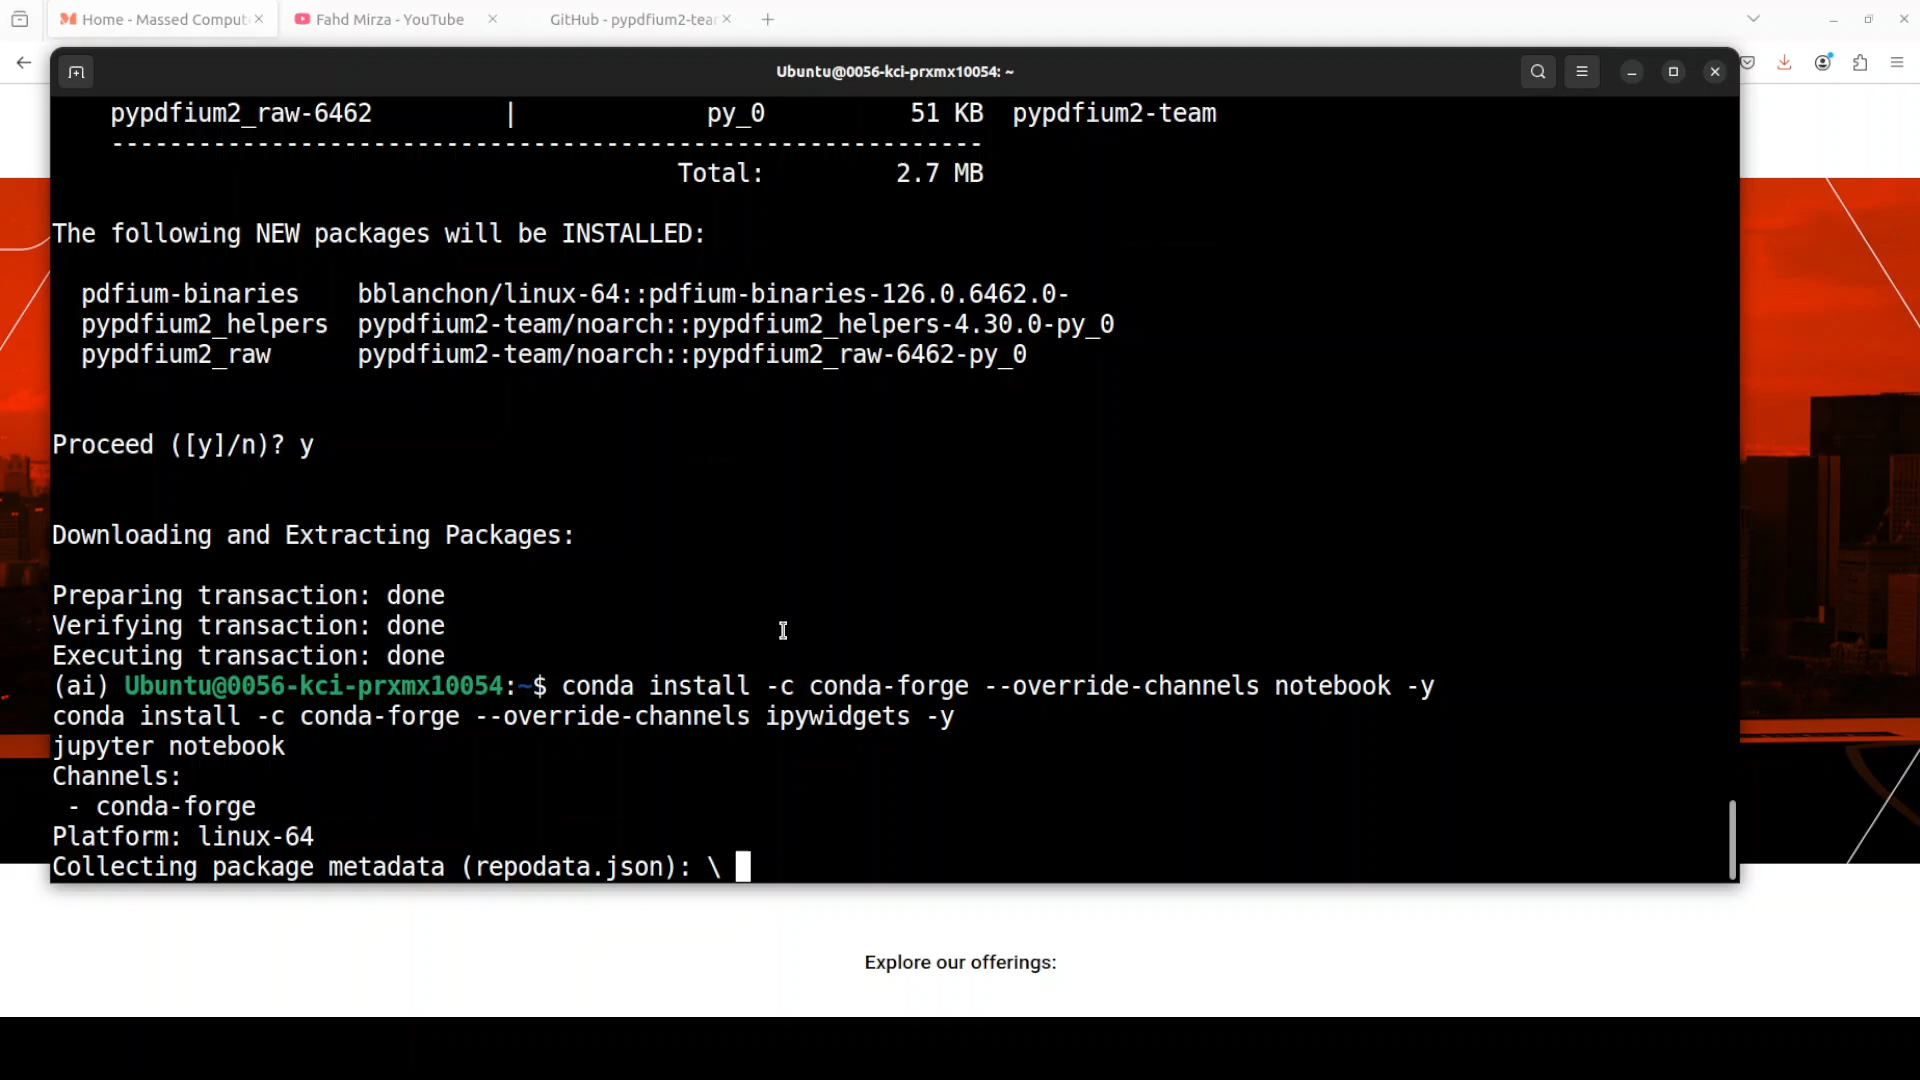 Home - Massed Comput
Fahd Mirza - YouTube
GitHub - pypdfium2-tear
Ubuntu@0056-kci-prxmx10054: ~
pypdfium2_raw-6462 | py_0 51 KB pypdfium2-team
------------------------------------------------------------
Total: 2.7 MB
The following NEW packages will be INSTALLED:
pdfium-binaries bblanchon/linux-64::pdfium-binaries-126.0.6462.0-
pypdfium2_helpers pypdfium2-team/noarch::pypdfium2_helpers-4.30.0-py_0
pypdfium2_raw pypdfium2-team/noarch::pypdfium2_raw-6462-py_0
Proceed ([y]/n)? y
Downloading and Extracting Packages:
Preparing transaction: done
Verifying transaction: done
Executing transaction: done
(ai) Ubuntu@0056-kci-prxmx10054:~$ conda install -c conda-forge --override-channels notebook -y
conda install -c conda-forge --override-channels ipywidgets -y
jupyter notebook
Channels:
- conda-forge
Platform: linux-64
Collecting package metadata (repodata.json): \
Explore our offerings: